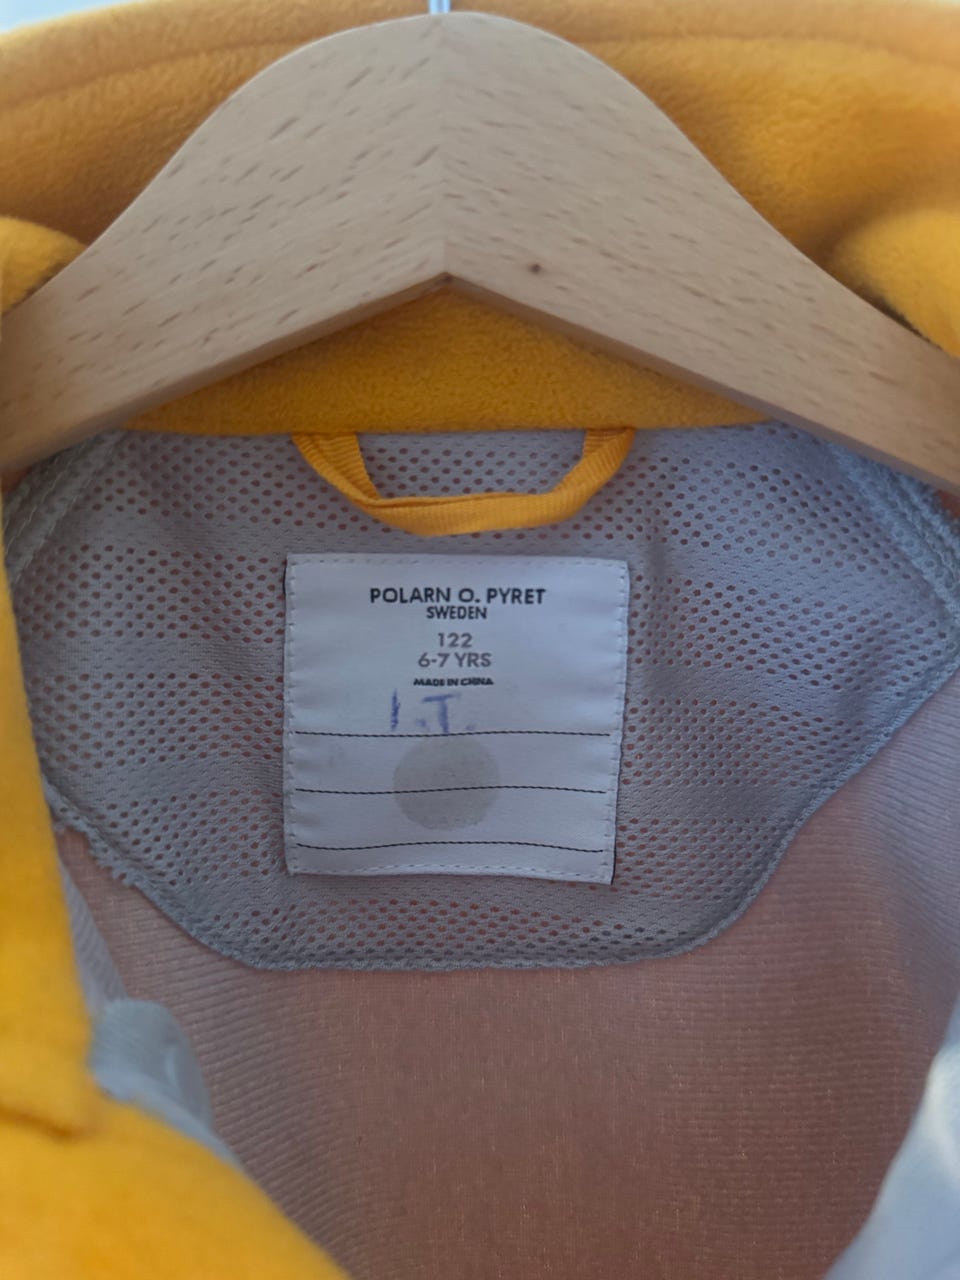 POLARN O. PYRET
SWEDEN
122
6-7 YRS
MADE IN CHINA
I.T.